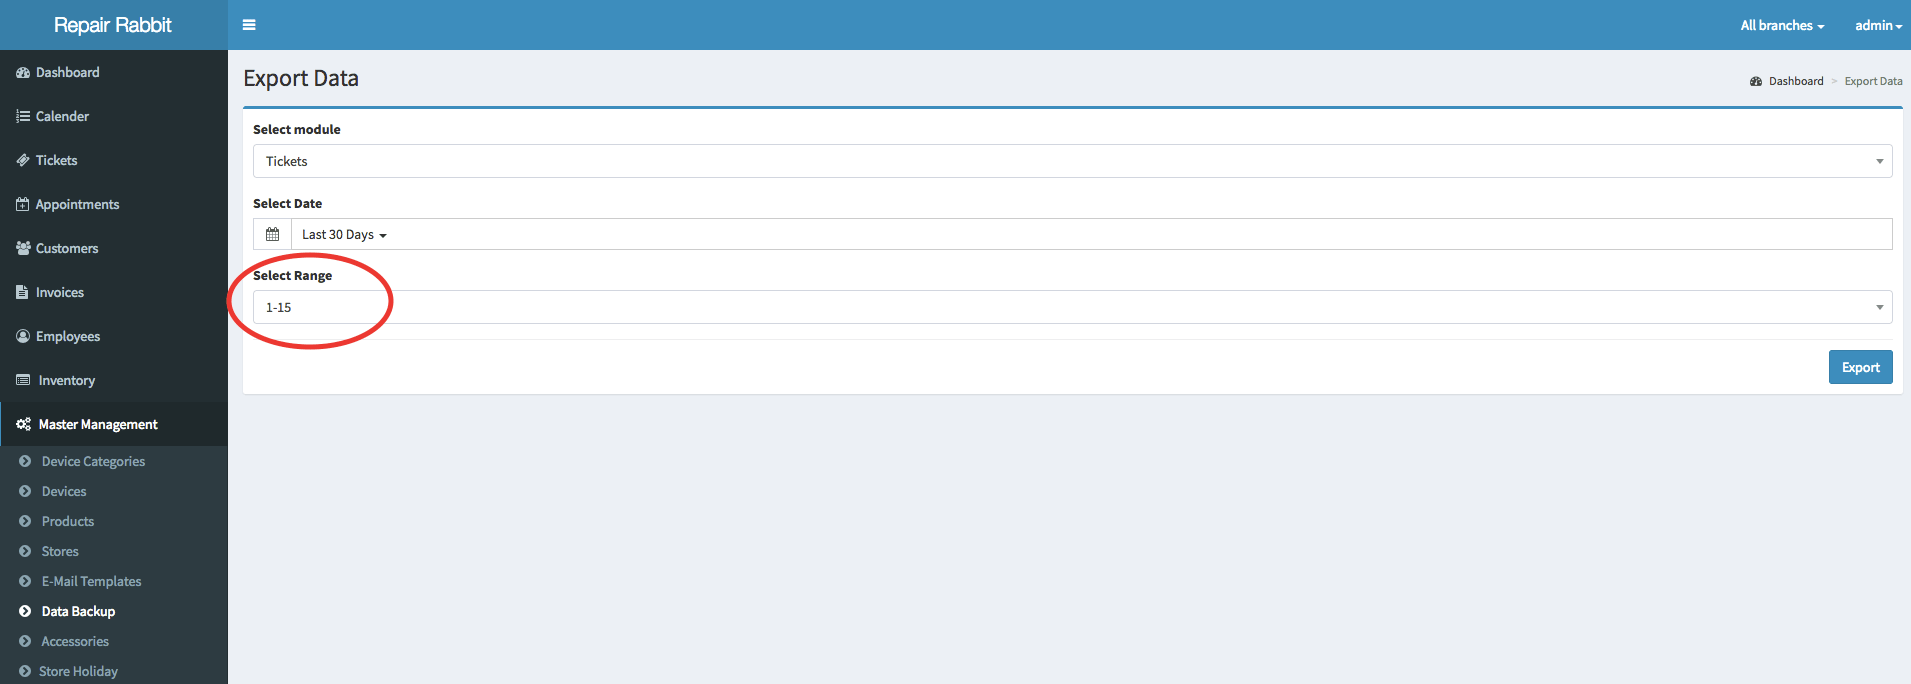 Repair Rabbit
All branches
admin
Dashboard
Calender
Tickets
Appointments
Customers
Invoices
Employees
Inventory
Master Management
Device Categories
Devices
Products
Stores
E-Mail Templates
Data Backup
Accessories
Store Holiday
Export Data
Dashboard > Export Data
Select module
Tickets
Select Date
Last 30 Days
Select Range
1-15
Export